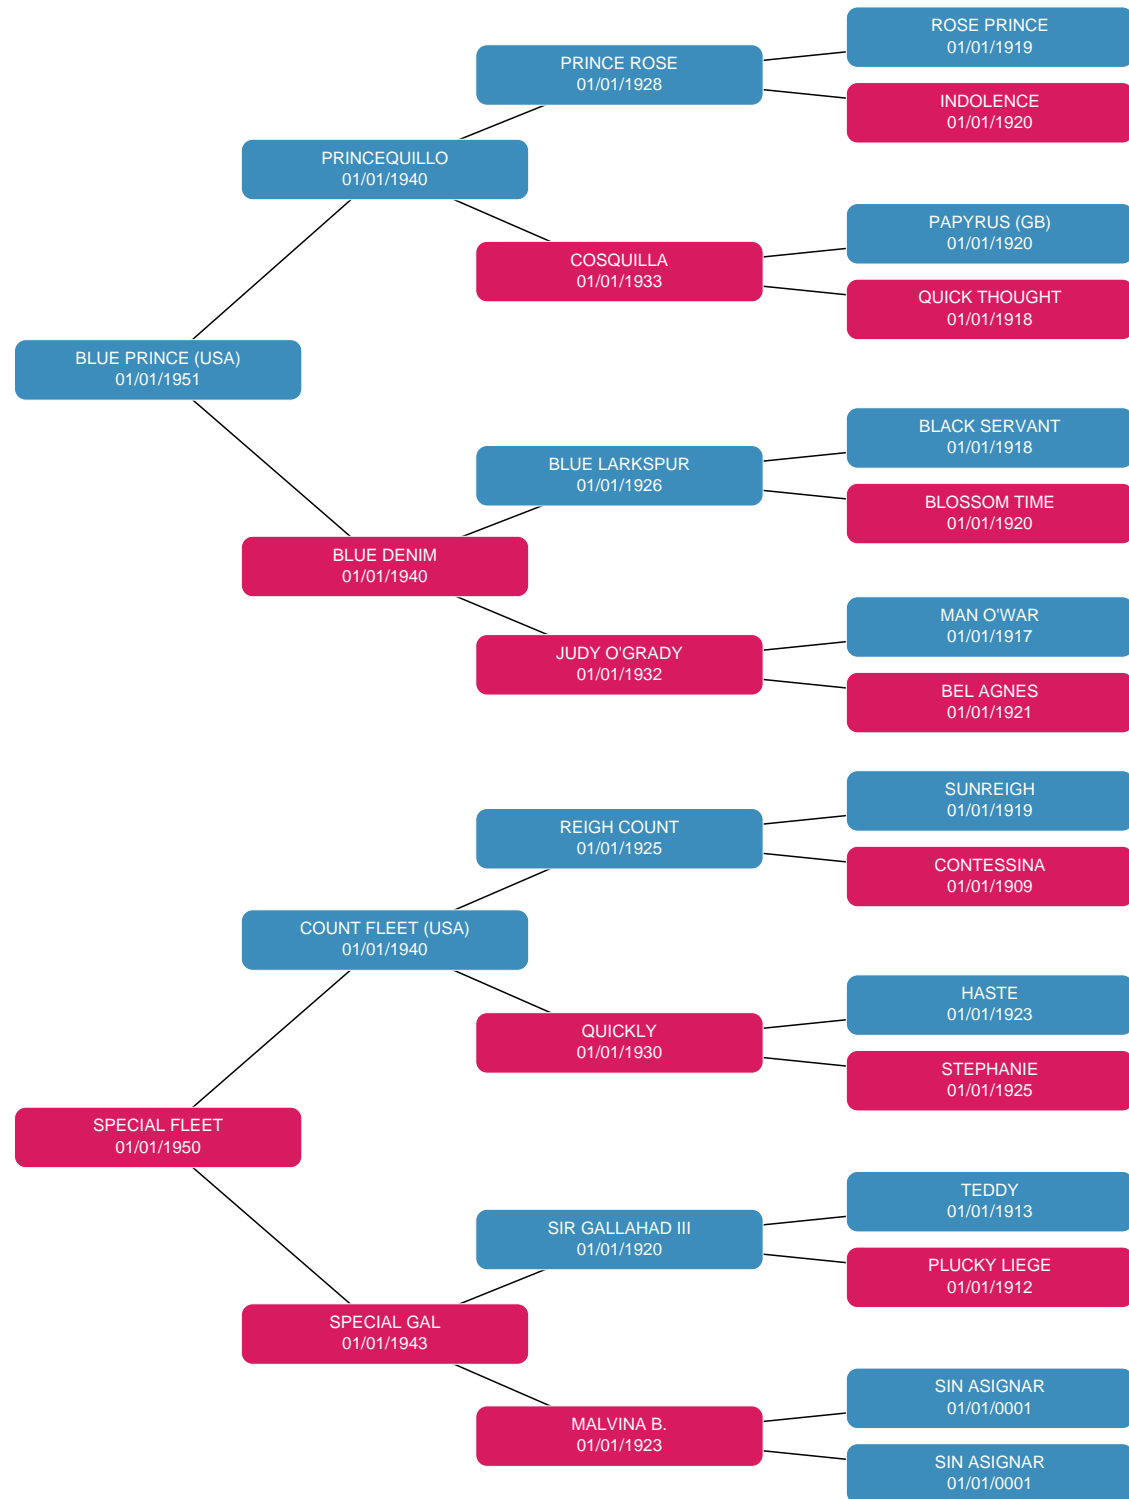 ROSE PRINCE
01/01/1919
PRINCE ROSE
01/01/1928
INDOLENCE
01/01/1920
PRINCEQUILLO
01/01/1940
PAPYRUS (GB)
01/01/1920
COSQUILLA
01/01/1933
QUICK THOUGHT
01/01/1918
BLUE PRINCE (USA)
01/01/1951
BLACK SERVANT
01/01/1918
BLUE LARKSPUR
01/01/1926
BLOSSOM TIME
01/01/1920
BLUE DENIM
01/01/1940
MAN O'WAR
01/01/1917
JUDY O'GRADY
01/01/1932
BEL AGNES
01/01/1921
SUNREIGH
01/01/1919
REIGH COUNT
01/01/1925
CONTESSINA
01/01/1909
COUNT FLEET (USA)
01/01/1940
HASTE
01/01/1923
QUICKLY
01/01/1930
STEPHANIE
01/01/1925
SPECIAL FLEET
01/01/1950
TEDDY
01/01/1913
SIR GALLAHAD III
01/01/1920
PLUCKY LIEGE
01/01/1912
SPECIAL GAL
01/01/1943
SIN ASIGNAR
01/01/0001
MALVINA B.
01/01/1923
SIN ASIGNAR
01/01/0001